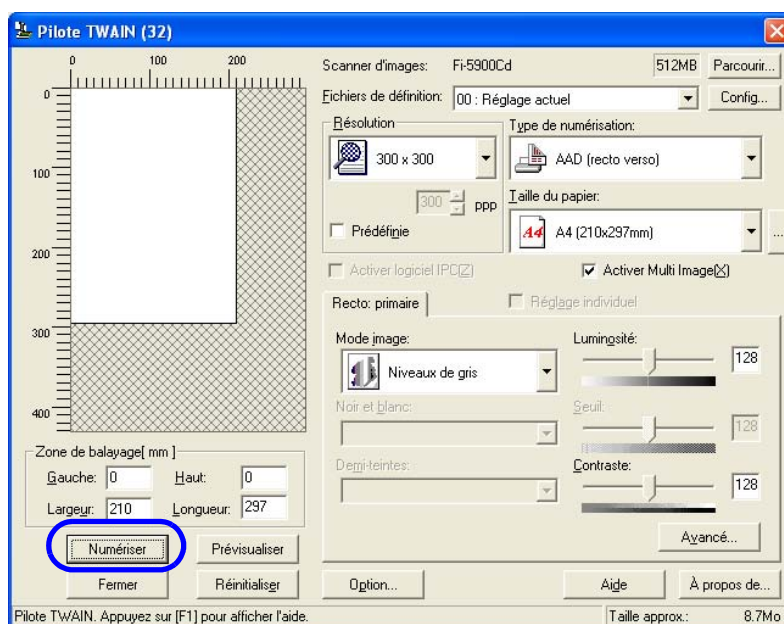 Pilote TWAIN (32)
0 100 200
0
100
200
300
400
Scanner d'images: Fi-5900Cd 512MB Parcourir...
Fichiers de définition: 00 : Réglage actuel Config...
Résolution
300 x 300
300 ppp
Prédéfinie
Type de numérisation:
AAD (recto verso)
Taille du papier:
A4 A4 (210x297mm) ...
Activer logiciel IPC(Z) Activer Multi Image(X)
Recto: primaire Réglage individuel
Mode image:
Niveaux de gris
Noir et blanc:
Demi-teintes:
Luminosité:
128
Seuil:
128
Contraste:
128
Avancé...
Zone de balayage[ mm ]
Gauche: 0 Haut: 0
Largeur: 210 Longueur: 297
Numériser Prévisualiser
Fermer Réinitialiser Option... Aide À propos de...
Pilote TWAIN. Appuyez sur [F1] pour afficher l'aide. Taille approx.: 8.7Mo